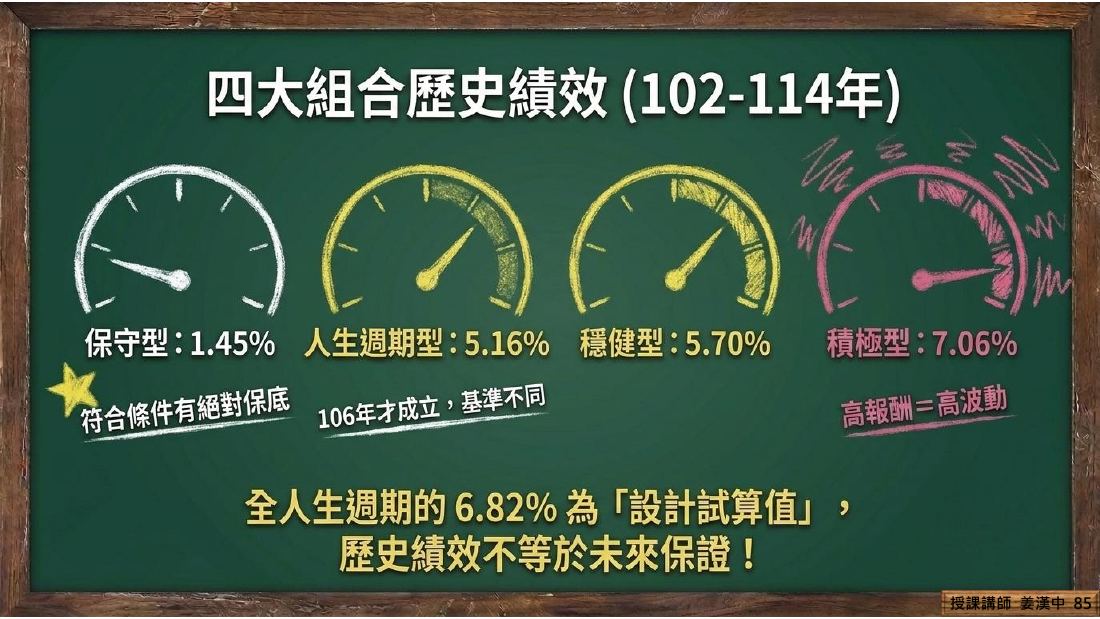 四大組合歷史績效 (102-114年)
保守型：1.45%
人生週期型：5.16%
穩健型：5.70%
積極型：7.06%
符合條件有絕對保底
106年才成立，基準不同
高報酬＝高波動
全人生週期的 6.82% 為「設計試算值」，
歷史績效不等於未來保證！
授課講師 姜漢中 85